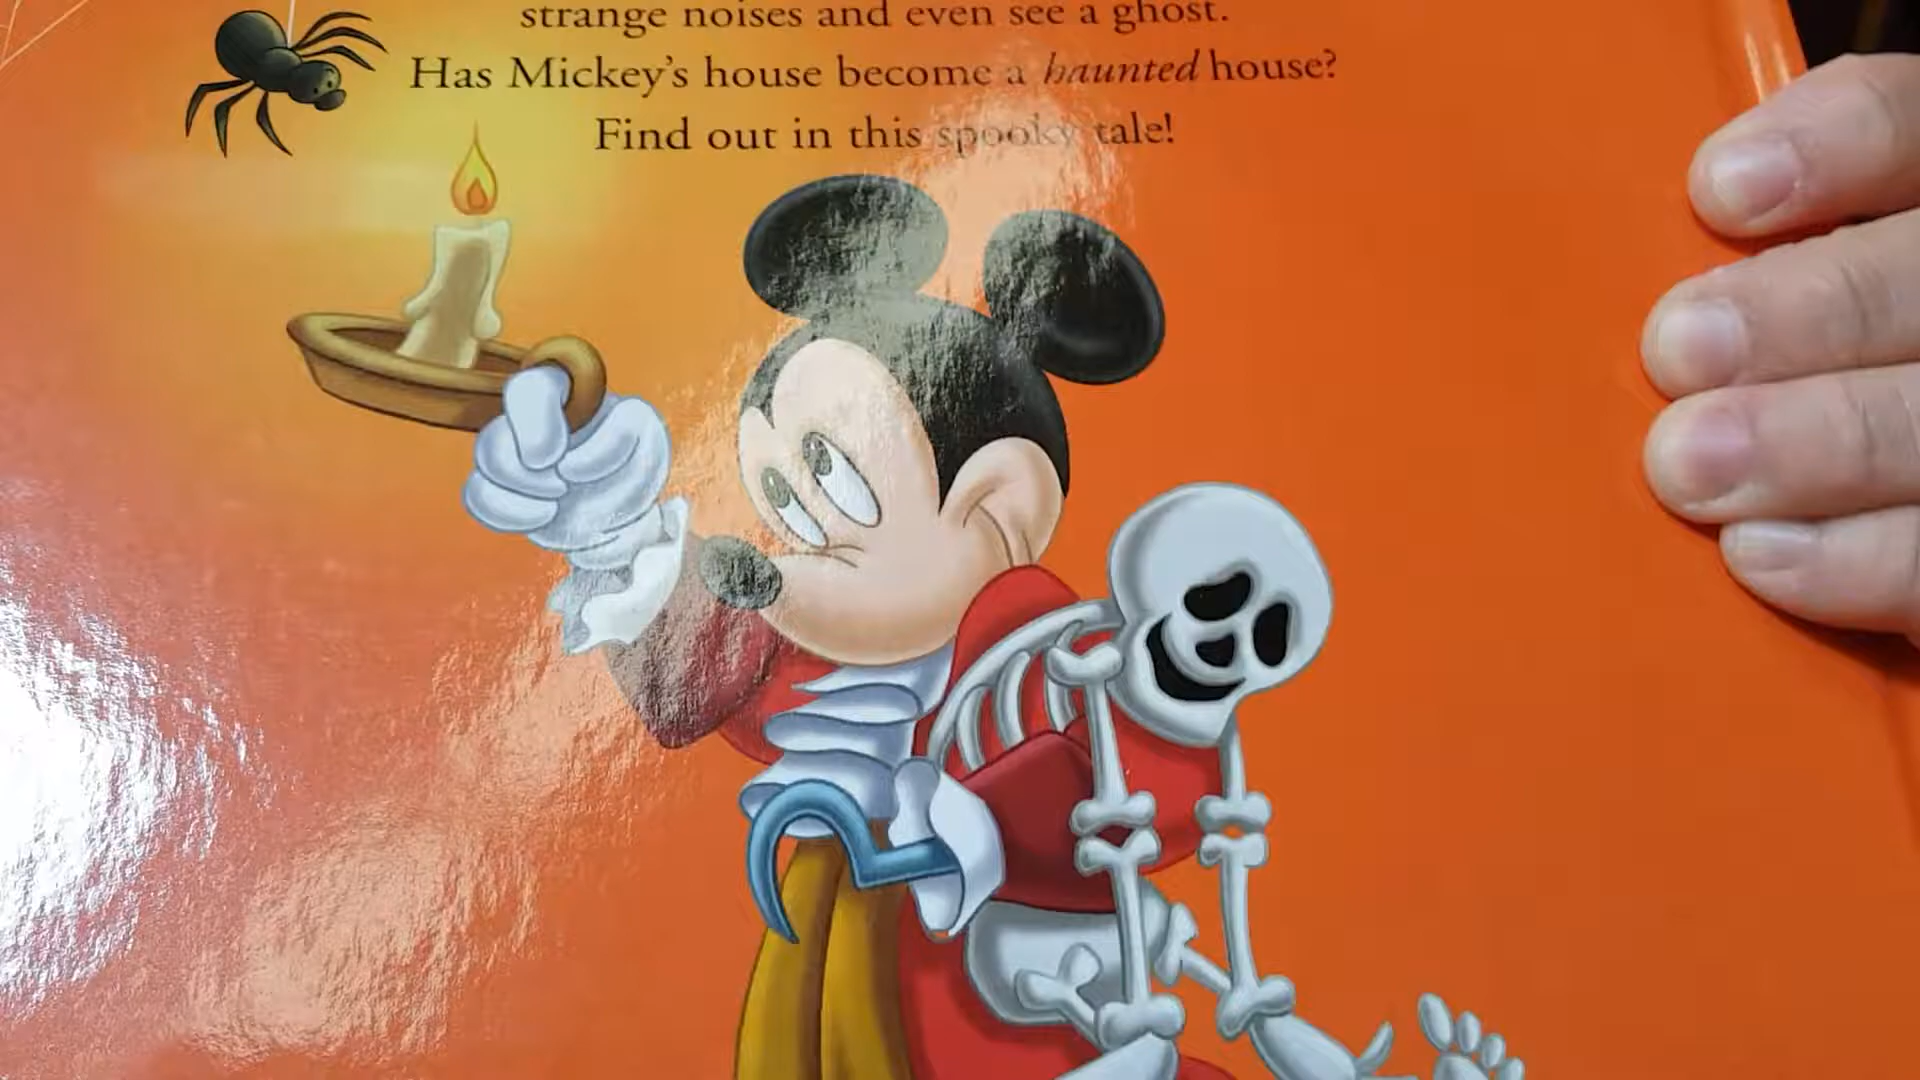 strange noises and even see a ghost.
Has Mickey's house become a haunted house?
Find out in this spooky tale!